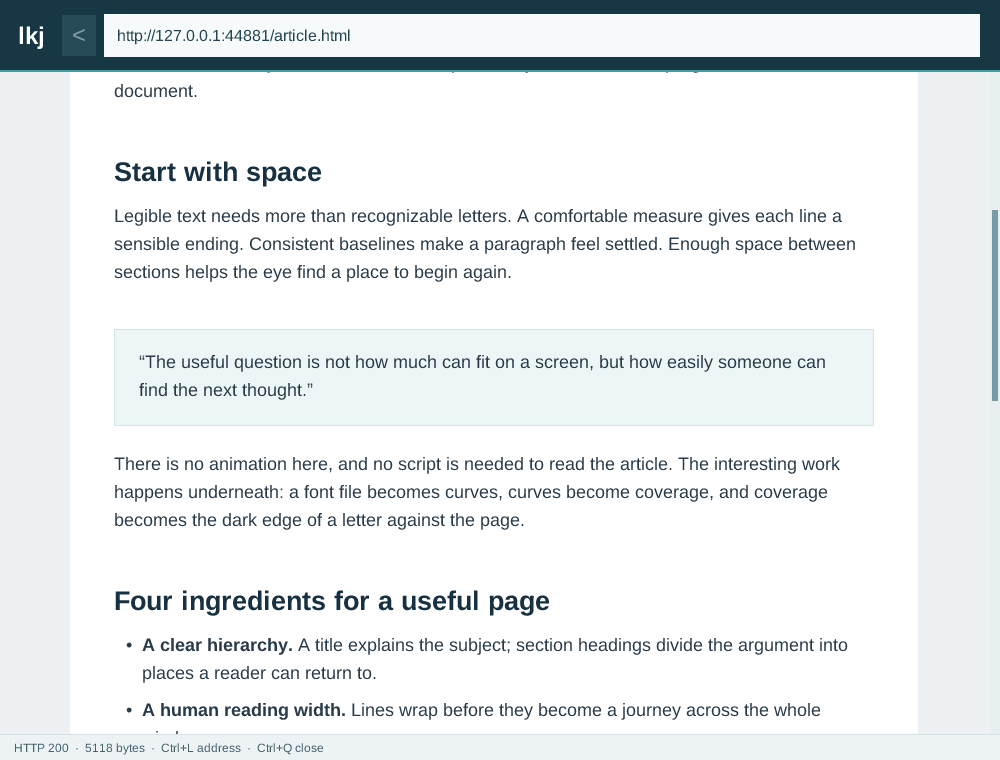 lkj
<
http://127.0.0.1:44881/article.html
document.
Start with space
Legible text needs more than recognizable letters. A comfortable measure gives each line a
sensible ending. Consistent baselines make a paragraph feel settled. Enough space between
sections helps the eye find a place to begin again.
“The useful question is not how much can fit on a screen, but how easily someone can
find the next thought.”
There is no animation here, and no script is needed to read the article. The interesting work
happens underneath: a font file becomes curves, curves become coverage, and coverage
becomes the dark edge of a letter against the page.
Four ingredients for a useful page
• A clear hierarchy. A title explains the subject; section headings divide the argument into
places a reader can return to.
• A human reading width. Lines wrap before they become a journey across the whole
HTTP 200 · 5118 bytes · Ctrl+L address · Ctrl+Q close